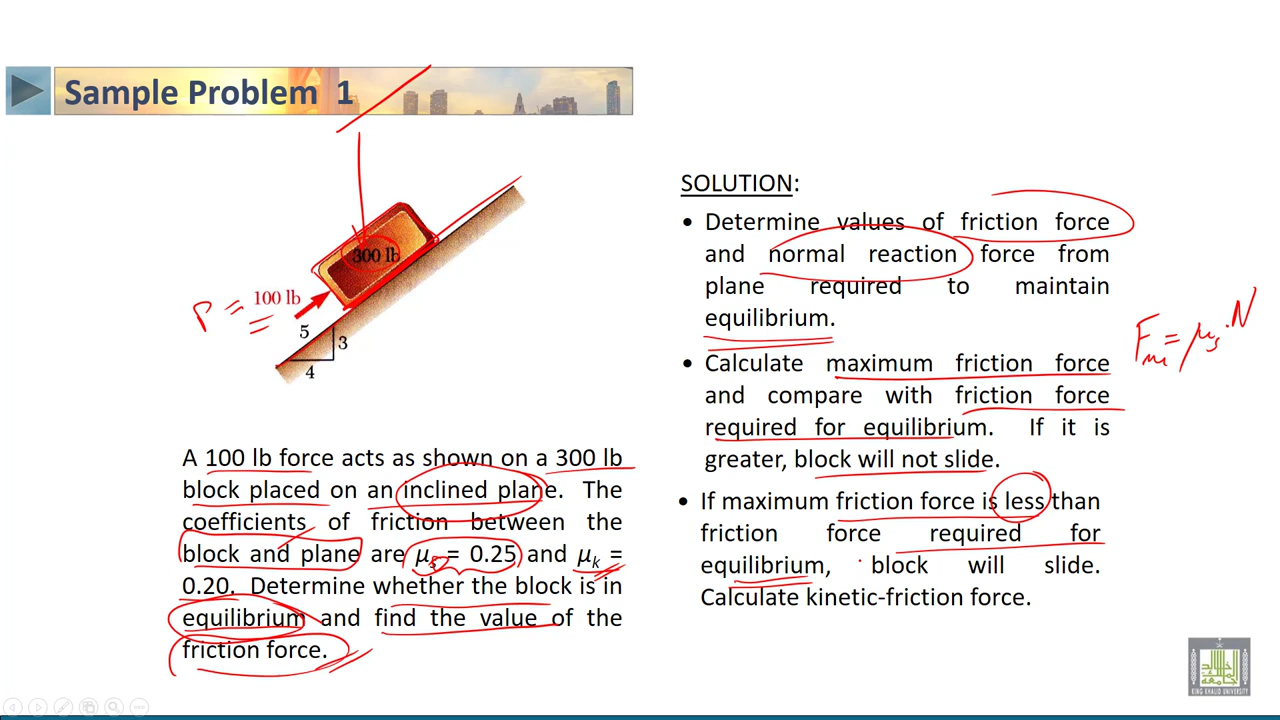 Sample Problem 1
SOLUTION:
• Determine values of friction force
and normal reaction force from
plane required to maintain
equilibrium.
• Calculate maximum friction force
and compare with friction force
required for equilibrium. If it is
greater, block will not slide.
• If maximum friction force is less than
friction force required for
equilibrium, block will slide.
Calculate kinetic-friction force.
300 lb
P = 100 lb
5
3
4
A 100 lb force acts as shown on a 300 lb
block placed on an inclined plane. The
coefficients of friction between the
block and plane are μs = 0.25 and μk =
0.20. Determine whether the block is in
equilibrium and find the value of the
friction force.
Fm = μs · N
KING KHALID UNIVERSITY